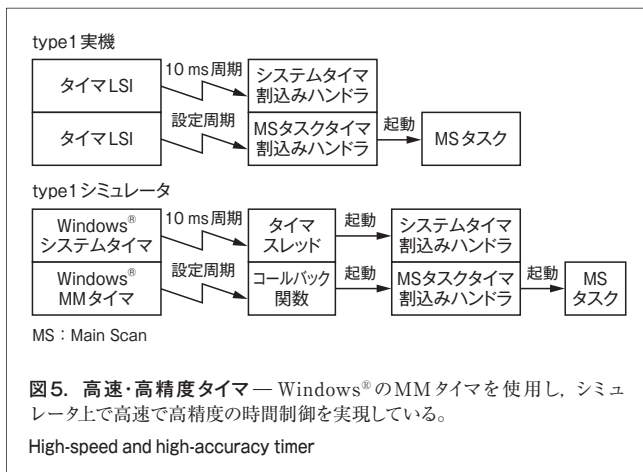 type1実機
10 ms周期
タイマLSI
システムタイマ
割込みハンドラ
設定周期
起動
タイマLSI
MSタスクタイマ
割込みハンドラ
MSタスク
type1シミュレータ
Windows®
システムタイマ
10 ms周期
タイマ
スレッド
起動
システムタイマ
割込みハンドラ
Windows®
MMタイマ
設定周期
コールバック
関数
起動
MSタスクタイマ
割込みハンドラ
起動
MS
タスク
MS：Main Scan
図5. 高速・高精度タイマ — Windows®のMMタイマを使用し，シミュ
レータ上で高速で高精度の時間制御を実現している。
High-speed and high-accuracy timer